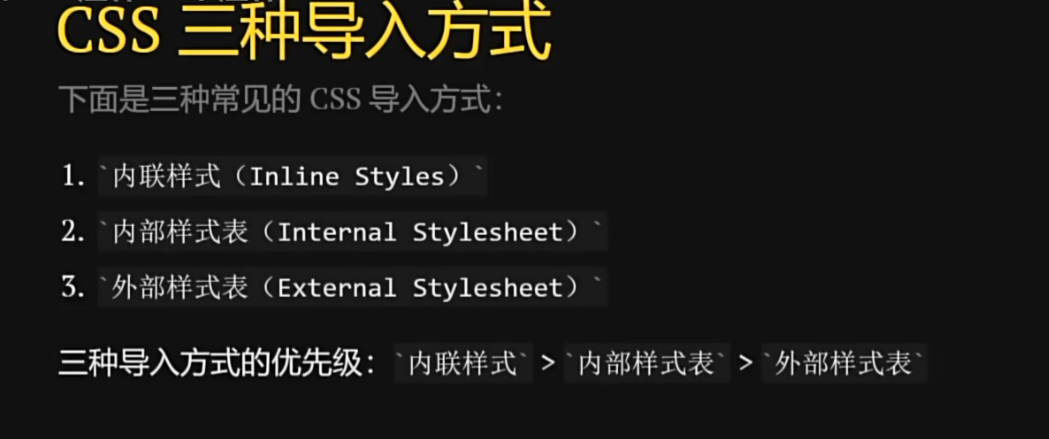 CSS 三种导入方式
下面是三种常见的 CSS 导入方式：
1. `内联样式（Inline Styles）`
2. `内部样式表（Internal Stylesheet）`
3. `外部样式表（External Stylesheet）`
三种导入方式的优先级：`内联样式` > `内部样式表` > `外部样式表`